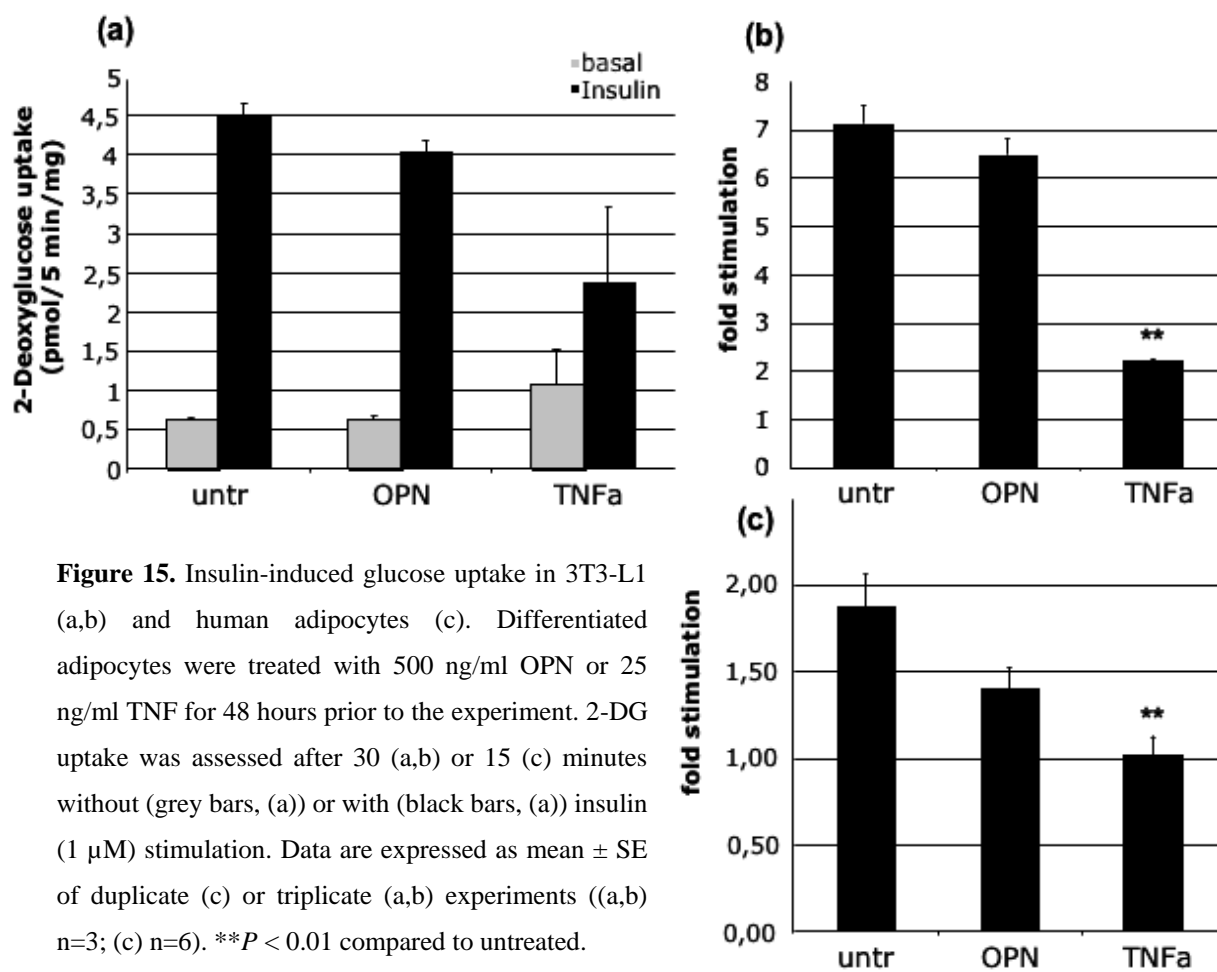 (a)
basal
Insulin
2-Deoxyglucose uptake
(pmol/ 5 min/mg)
5
4,5
4
3,5
3
2,5
2
1,5
1
0,5
0
untr OPN TNFa
(b)
fold stimulation
8
7
6
5
4
3
2
1
0
**
untr OPN TNFa
(c)
fold stimulation
2,00
1,50
1,00
0,50
0,00
**
untr OPN TNFa
Figure 15. Insulin-induced glucose uptake in 3T3-L1
(a,b) and human adipocytes (c). Differentiated
adipocytes were treated with 500 ng/ml OPN or 25
ng/ml TNF for 48 hours prior to the experiment. 2-DG
uptake was assessed after 30 (a,b) or 15 (c) minutes
without (grey bars, (a)) or with (black bars, (a)) insulin
(1 µM) stimulation. Data are expressed as mean ± SE
of duplicate (c) or triplicate (a,b) experiments ((a,b)
n=3; (c) n=6). **P < 0.01 compared to untreated.